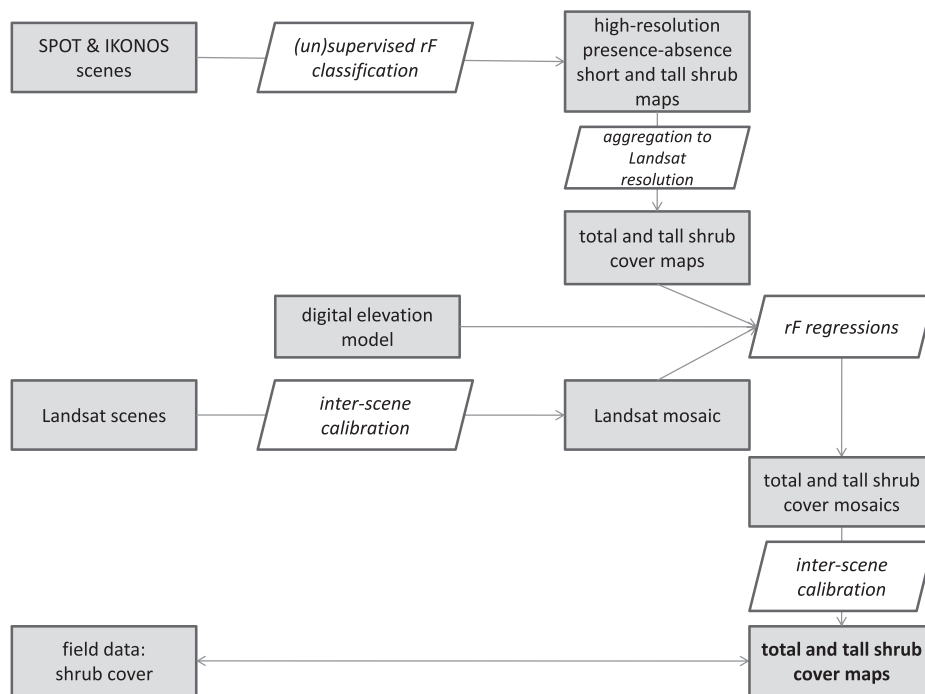 SPOT & IKONOS
scenes
(un)supervised rF
classification
high-resolution
presence-absence
short and tall shrub
maps
aggregation to
Landsat
resolution
total and tall shrub
cover maps
digital elevation
model
rF regressions
Landsat scenes
inter-scene
calibration
Landsat mosaic
total and tall shrub
cover mosaics
inter-scene
calibration
field data:
shrub cover
total and tall shrub
cover maps